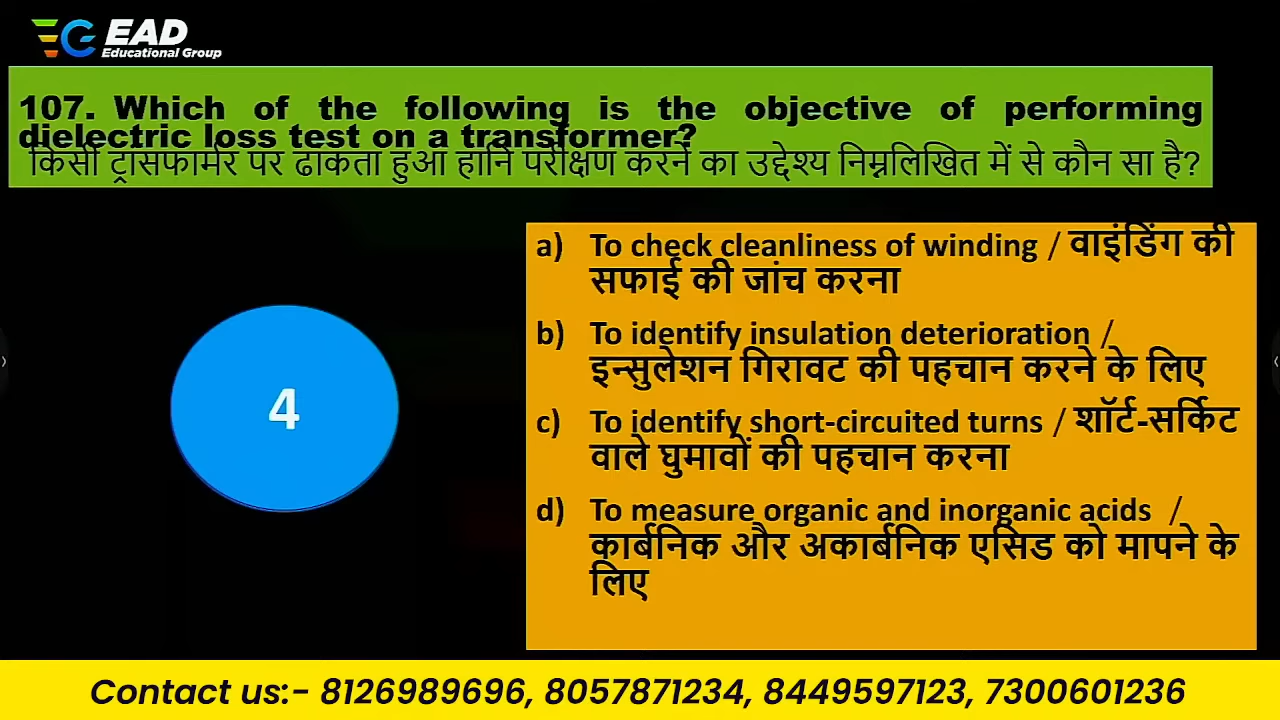 EAD
Educational Group
107. Which of the following is the objective of performing
dielectric loss test on a transformer?
किसी ट्रांसफार्मर पर ढांकता हुआ हानि परीक्षण करने का उद्देश्य निम्नलिखित में से कौन सा है?
a) To check cleanliness of winding / वाइंडिंग की
सफाई की जांच करना
b) To identify insulation deterioration /
इन्सुलेशन गिरावट की पहचान करने के लिए
4
c) To identify short-circuited turns / शॉर्ट-सर्किट
वाले घुमावों की पहचान करना
d) To measure organic and inorganic acids /
कार्बनिक और अकार्बनिक एसिड को मापने के
लिए
Contact us:- 8126989696, 8057871234, 8449597123, 7300601236